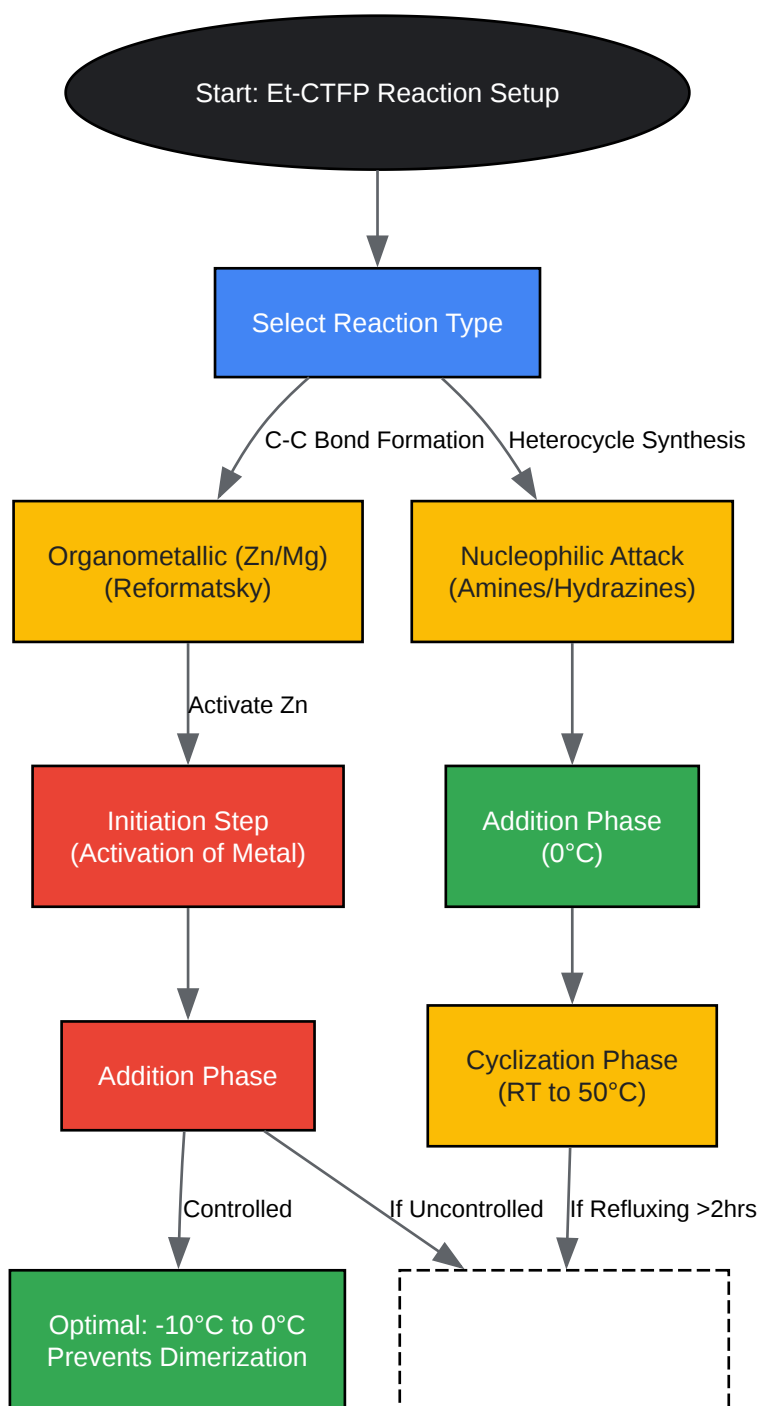 Start: Et-CTFP Reaction Setup
Select Reaction Type
C-C Bond Formation
Heterocycle Synthesis
Organometallic (Zn/Mg)
(Reformatsky)
Nucleophilic Attack
(Amines/Hydrazines)
Activate Zn
Initiation Step
(Activation of Metal)
Addition Phase
(0°C)
Addition Phase
Cyclization Phase
(RT to 50°C)
Controlled
If Uncontrolled
If Refluxing >2hrs
Optimal: -10°C to 0°C
Prevents Dimerization